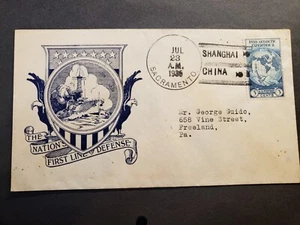 JUL
23
A.M.
1936
SACRAMENTO
SHANGHAI
CHINA
THE
NATION'S
FIRST LINE OF DEFENSE
Mr. George Guide,
658 Vine Street,
Freeland,
Pa.